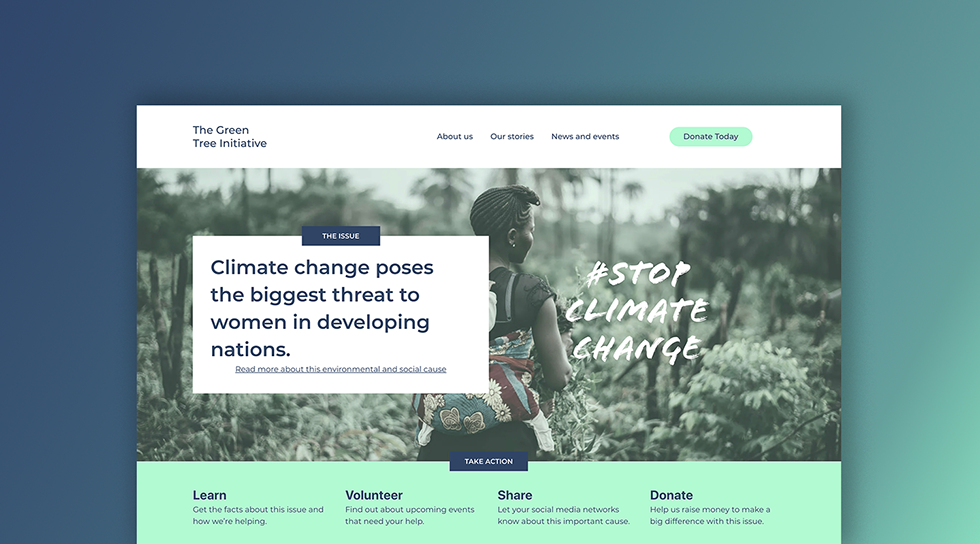 The Green
Tree Initiative
About us
Our stories
News and events
Donate Today
THE ISSUE
Climate change poses
the biggest threat to
women in developing
nations.
Read more about this environmental and social cause
#STOP
CLIMATE
CHANGE
TAKE ACTION
Learn
Get the facts about this issue and
how we’re helping.
Volunteer
Find out about upcoming events
that need your help.
Share
Let your social media networks
know about this important cause.
Donate
Help us raise money to make a
big difference with this issue.